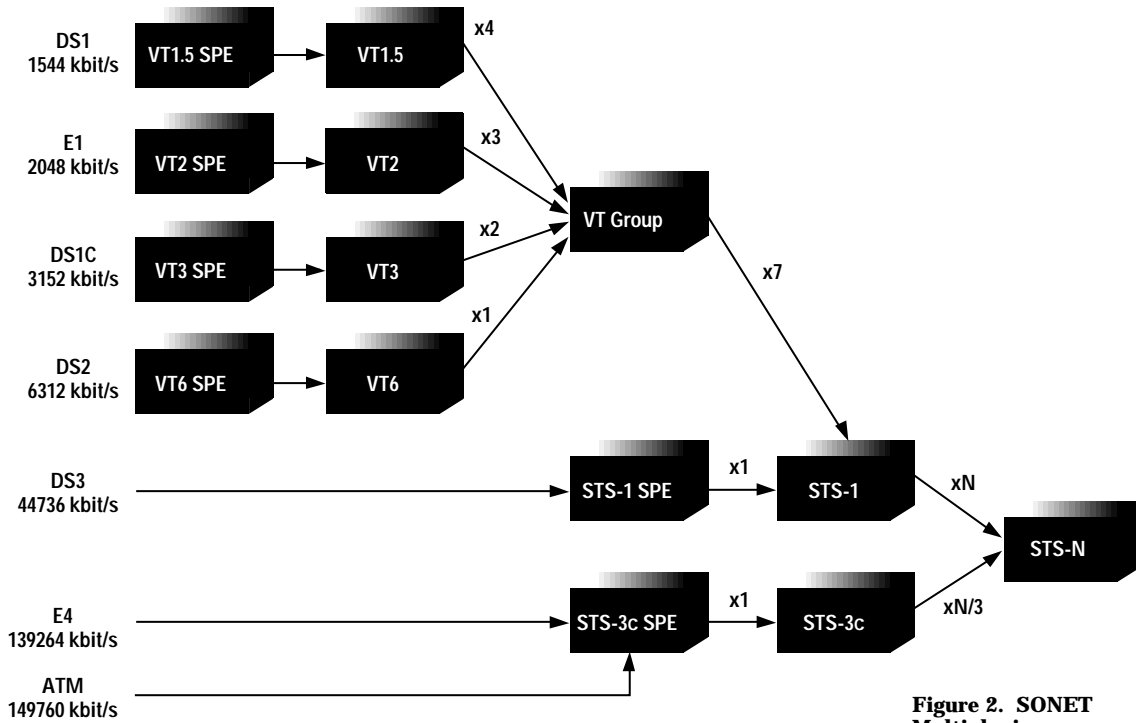 DS1
1544 kbit/s
VT1.5 SPE
VT1.5
x4
E1
2048 kbit/s
VT2 SPE
VT2
x3
VT Group
DS1C
3152 kbit/s
VT3 SPE
VT3
x2
x7
DS2
6312 kbit/s
VT6 SPE
VT6
x1
DS3
44736 kbit/s
STS-1 SPE
x1
STS-1
xN
STS-N
E4
139264 kbit/s
STS-3c SPE
x1
STS-3c
xN/3
ATM
149760 kbit/s
Figure 2. SONET